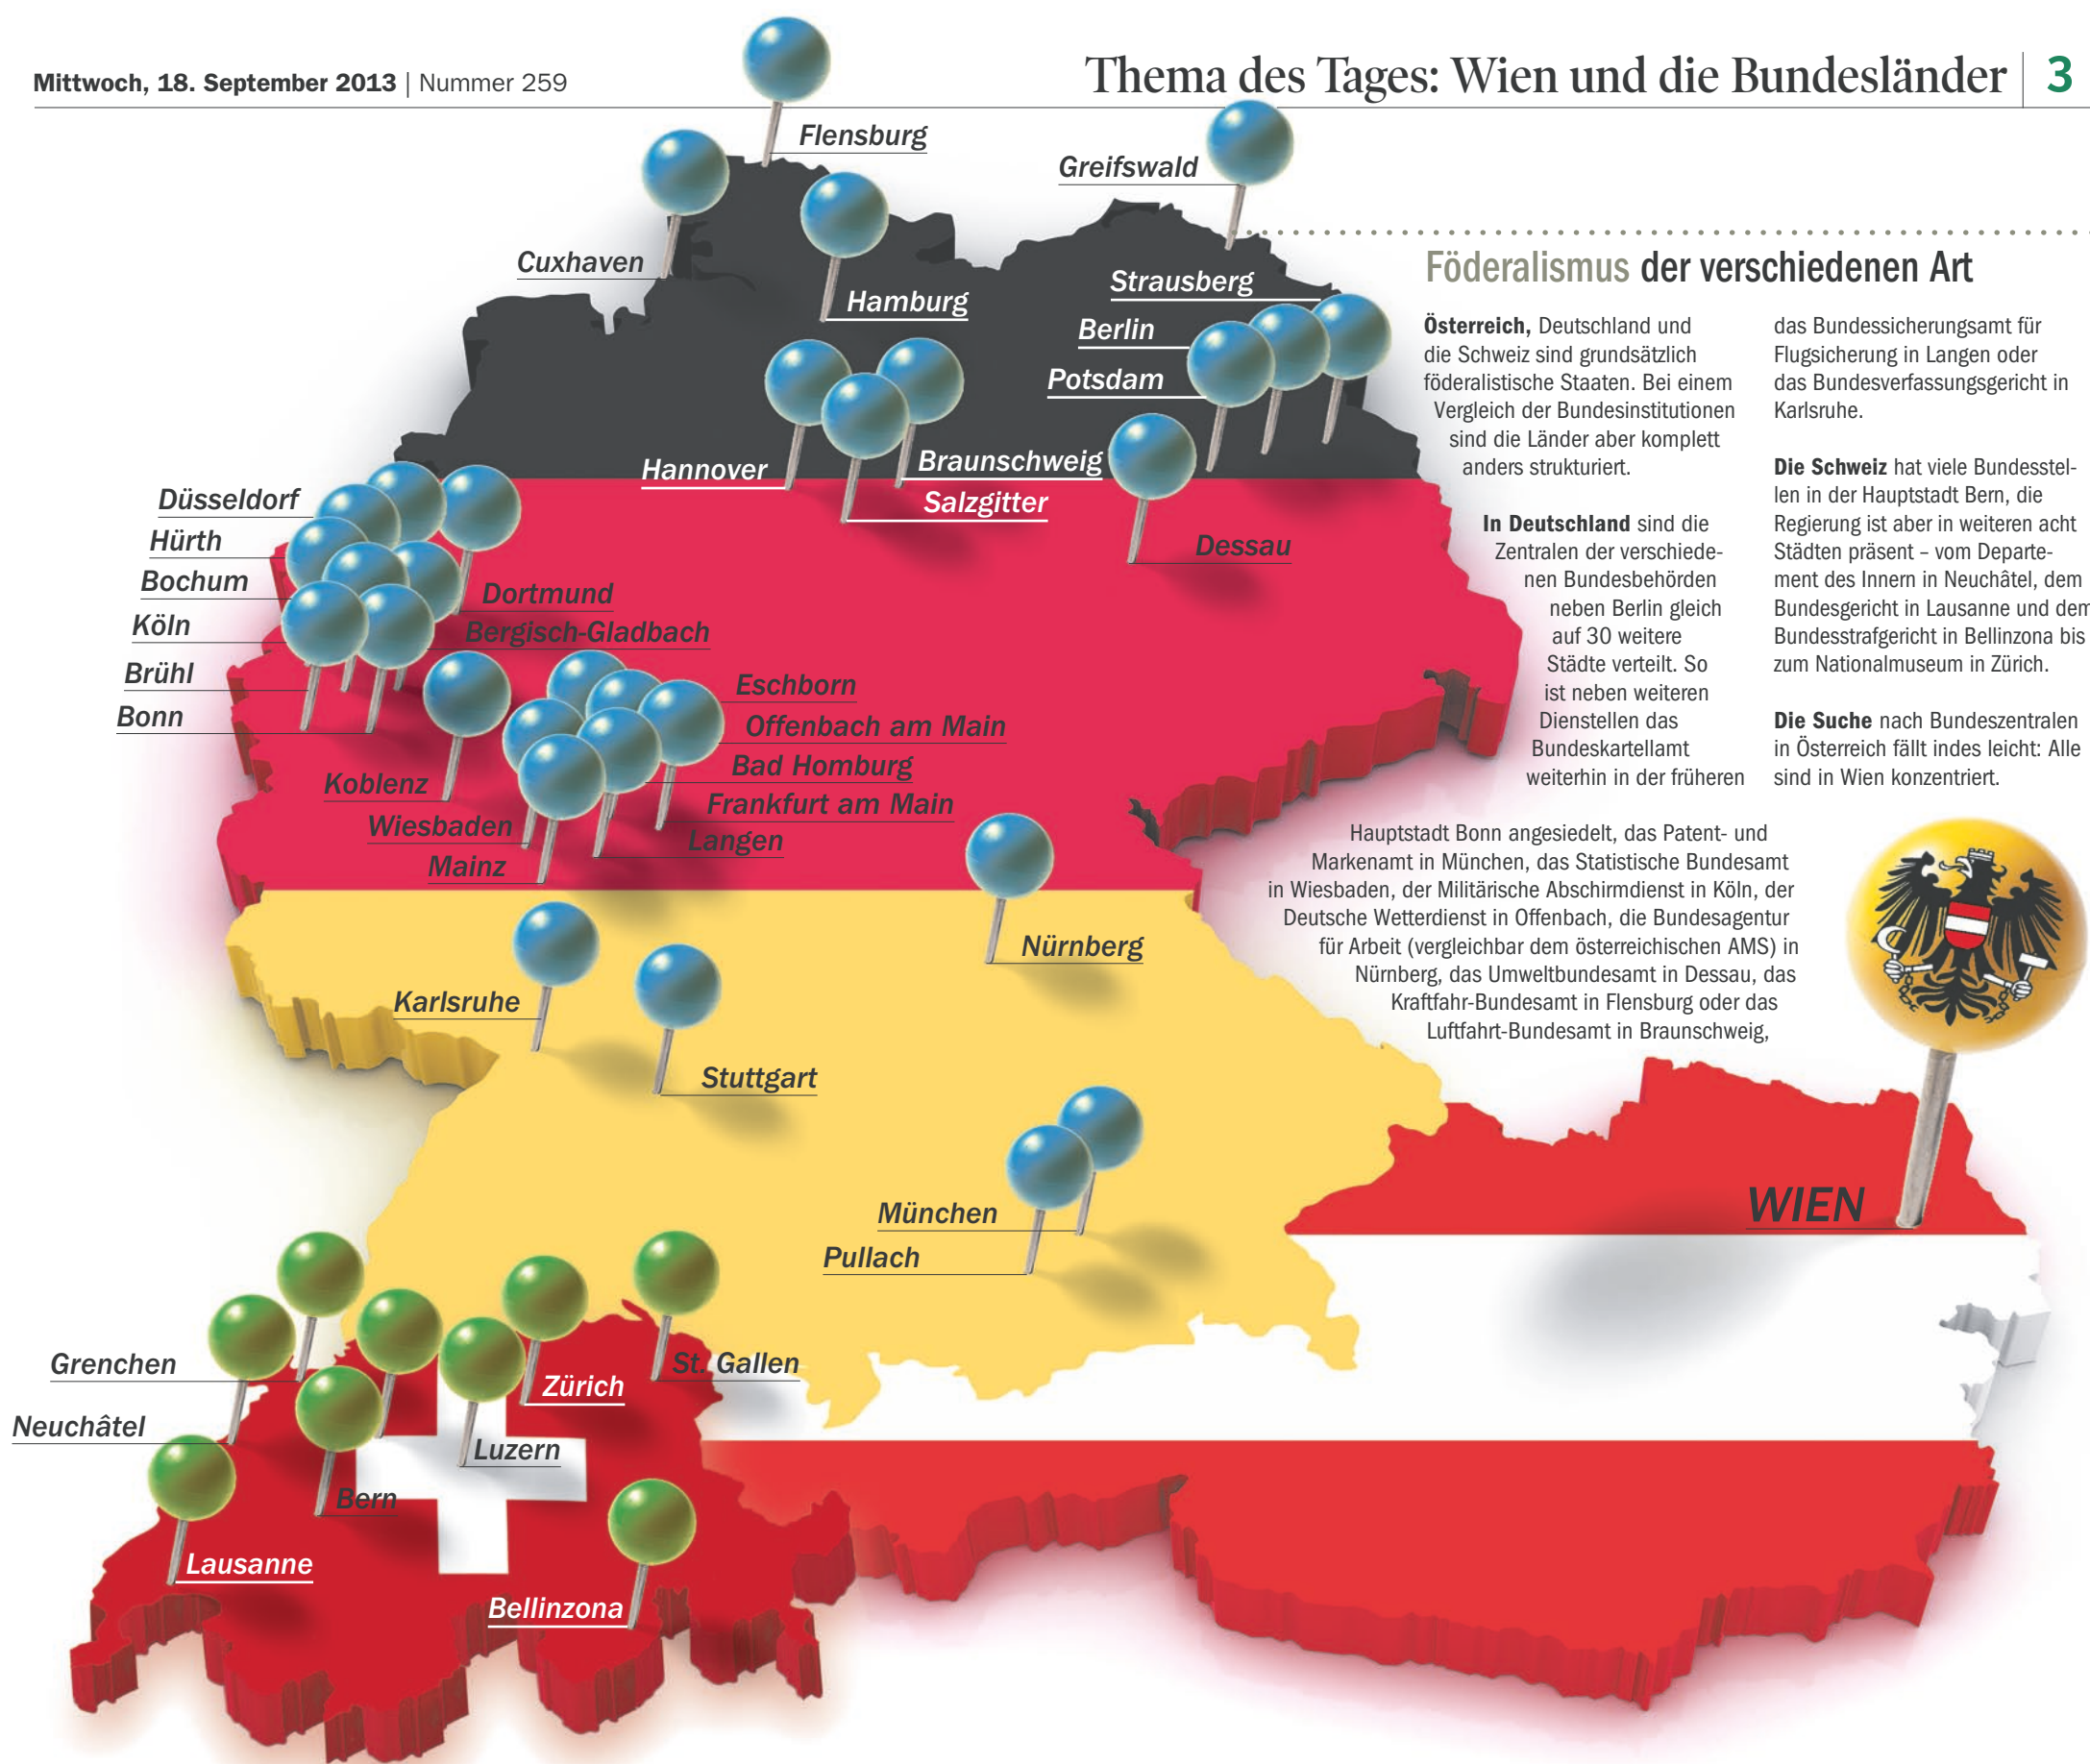 Mittwoch, 18. September 2013 | Nummer 259
Thema des Tages: Wien und die Bundesländer | 3
Flensburg
Greifswald
Cuxhaven
Hamburg
Strausberg
Berlin
Potsdam
Hannover
Braunschweig
Salzgitter
Dessau
Düsseldorf
Hürth
Bochum
Köln
Brühl
Bonn
Dortmund
Bergisch-Gladbach
Eschborn
Offenbach am Main
Bad Homburg
Frankfurt am Main
Langen
Koblenz
Wiesbaden
Mainz
Nürnberg
Karlsruhe
Stuttgart
München
Pullach
Grenchen
Neuchâtel
Lausanne
Bern
Luzern
Zürich
St. Gallen
Bellinzona
WIEN
Föderalismus der verschiedenen Art
Österreich, Deutschland und
die Schweiz sind grundsätzlich
föderalistische Staaten. Bei einem
Vergleich der Bundesinstitutionen
sind die Länder aber komplett
anders strukturiert.
In Deutschland sind die
Zentralen der verschiede-
nen Bundesbehörden
neben Berlin gleich
auf 30 weitere
Städte verteilt. So
ist neben weiteren
Dienstellen das
Bundeskartellamt
weiterhin in der früheren
Hauptstadt Bonn angesiedelt, das Patent- und
Markenamt in München, das Statistische Bundesamt
in Wiesbaden, der Militärische Abschirmdienst in Köln, der
Deutsche Wetterdienst in Offenbach, die Bundesagentur
für Arbeit (vergleichbar dem österreichischen AMS) in
Nürnberg, das Umweltbundesamt in Dessau, das
Kraftfahr-Bundesamt in Flensburg oder das
Luftfahrt-Bundesamt in Braunschweig,
das Bundessicherungsamt für
Flugsicherung in Langen oder
das Bundesverfassungsgericht in
Karlsruhe.
Die Schweiz hat viele Bundesstel-
len in der Hauptstadt Bern, die
Regierung ist aber in weiteren acht
Städten präsent – vom Departe-
ment des Innern in Neuchâtel, dem
Bundesgericht in Lausanne und dem
Bundesstrafgericht in Bellinzona bis
zum Nationalmuseum in Zürich.
Die Suche nach Bundeszentralen
in Österreich fällt indes leicht: Alle
sind in Wien konzentriert.